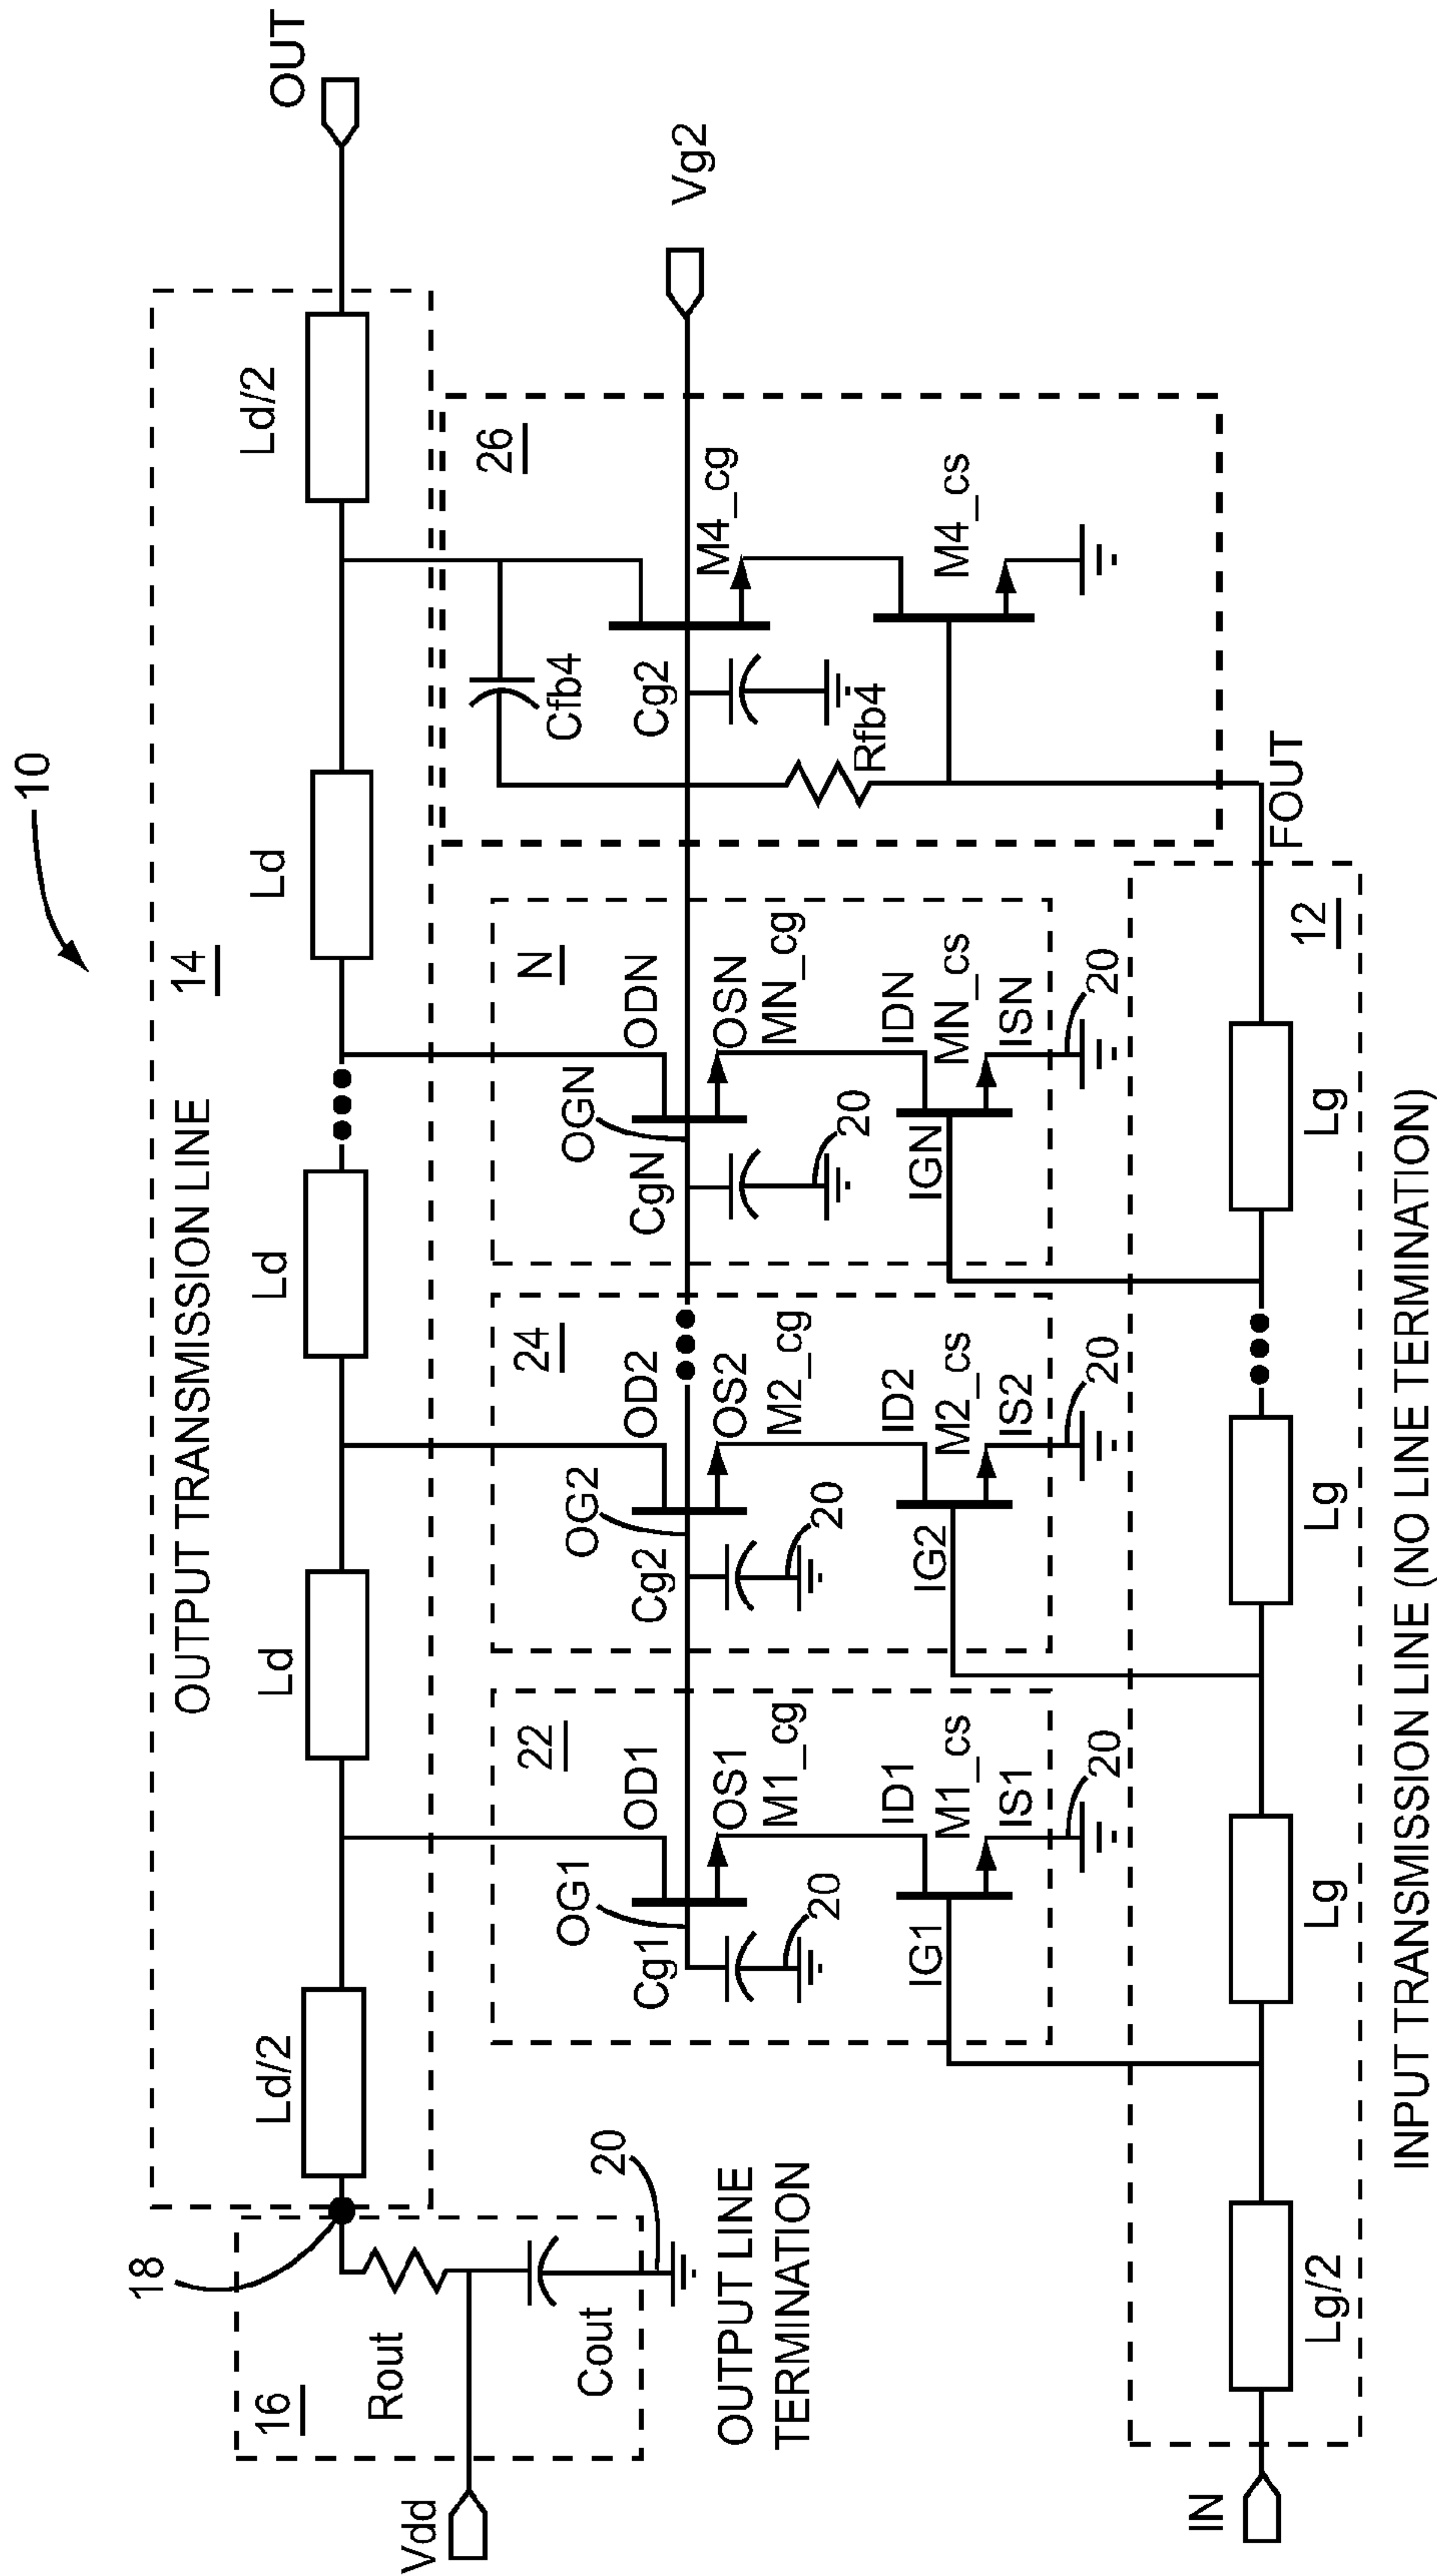 10
OUTPUT TRANSMISSION LINE
14
Ld/2
Ld
Ld
Ld
Ld/2
OUT
18
16
Rout
Cout
20
Vdd
OUTPUT LINE
TERMINATION
22
OD1
OG1
Cg1
OS1
M1_cg
20
ID1
M1_cs
IG1
IS1
20
24
OD2
OG2
Cg2
OS2
M2_cg
20
ID2
M2_cs
IG2
IS2
20
N
ODN
OGN
CgN
OSN
MN_cg
20
IDN
MN_cs
IGN
ISN
20
26
Cfb4
Cg2
M4_cg
Rfb4
M4_cs
Vg2
FOUT
12
IN
Lg/2
Lg
Lg
Lg
INPUT TRANSMISSION LINE (NO LINE TERMINATION)